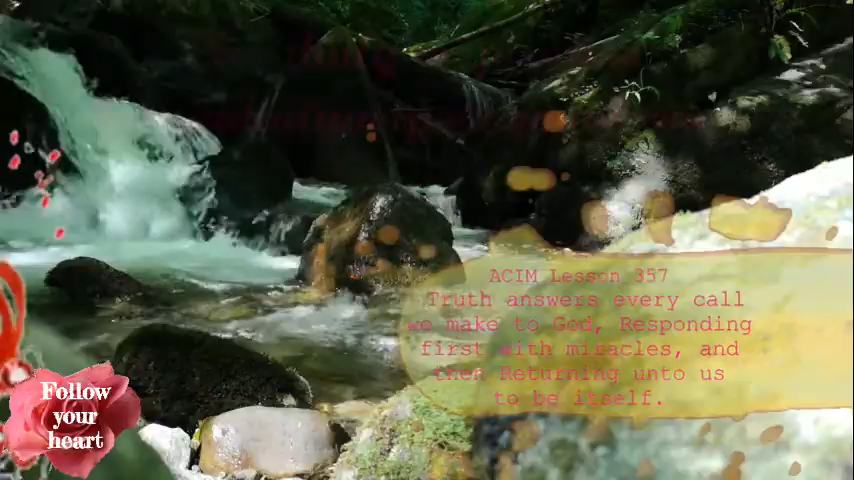 ACIM Lesson 357
Truth answers every call
we make to God, Responding
first with miracles, and
then Returning unto us
to be itself.
Follow
your
heart